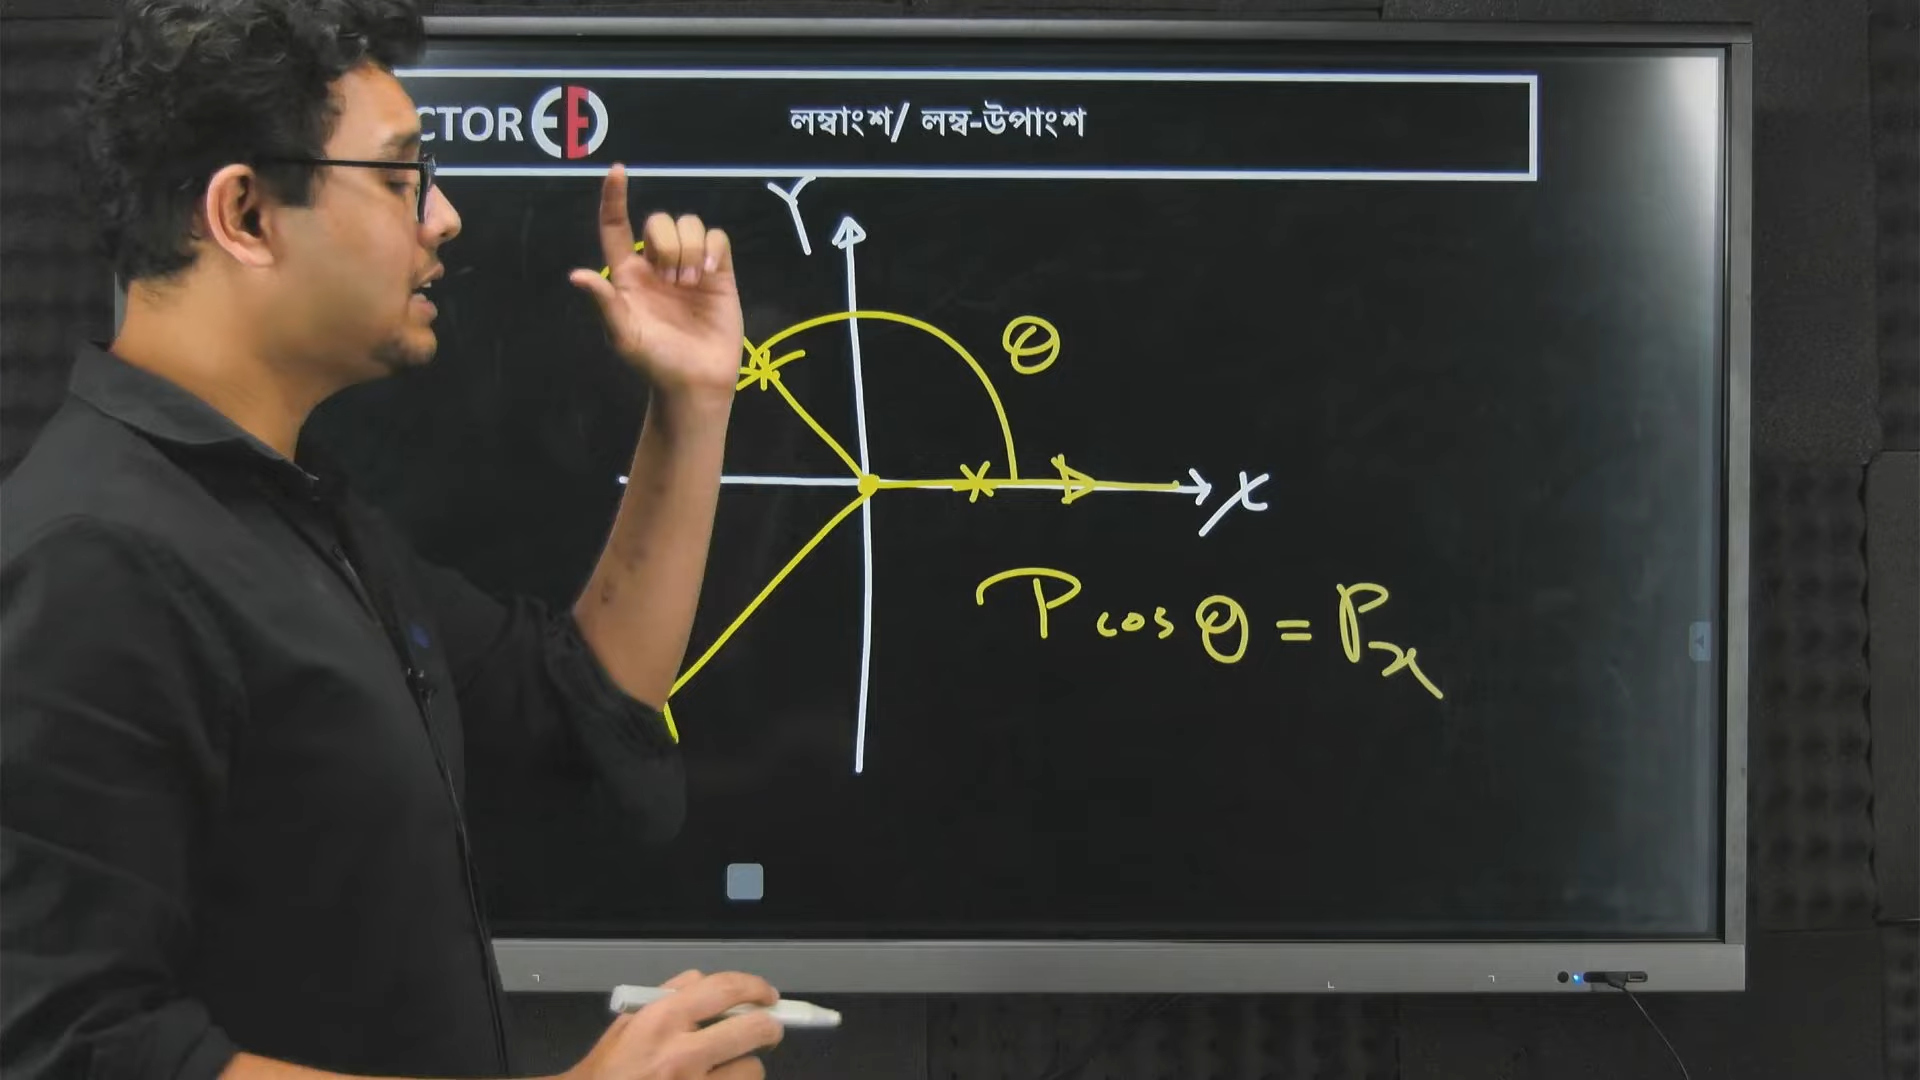 CTOR
লম্বাংশ/ লম্ব-উপাংশ
Y
θ
X
P cos θ = Px